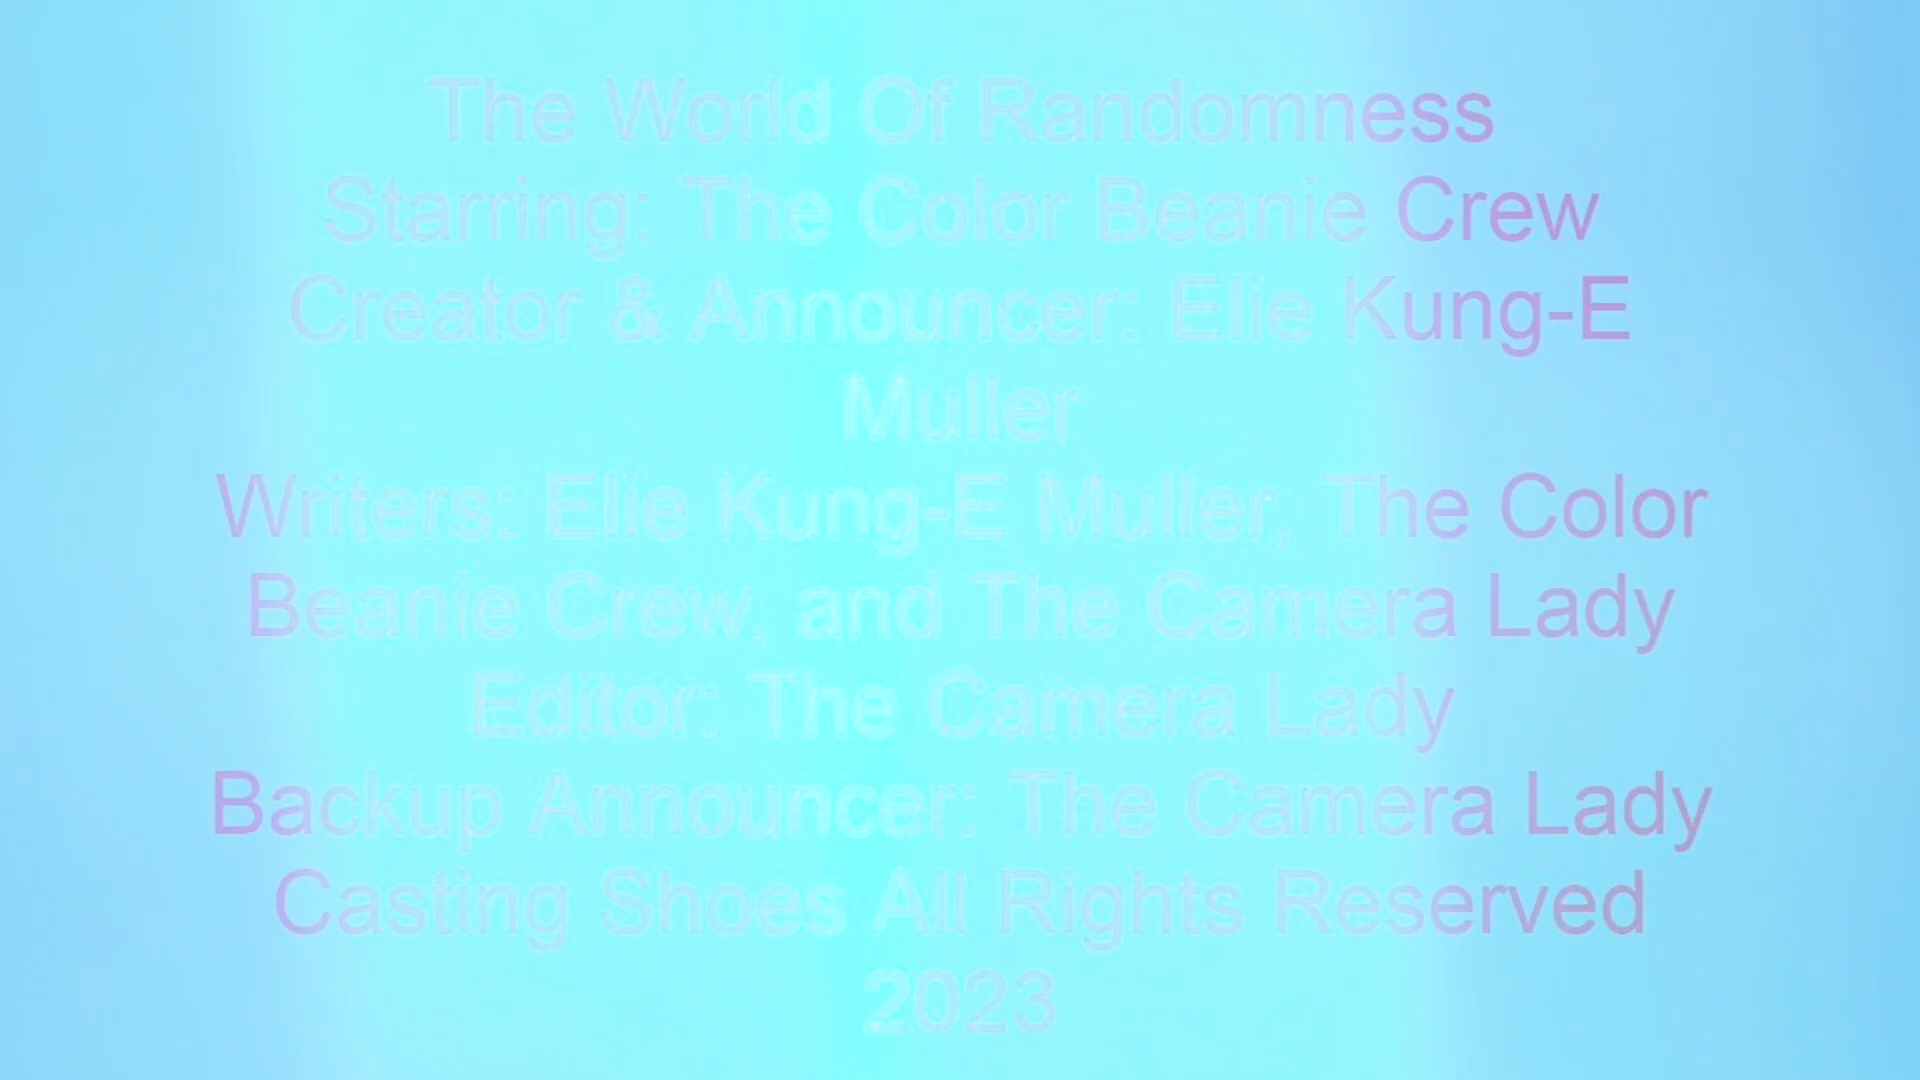 The World Of Randomness
Starring: The Color Beanie Crew
Creator & Announcer: Elie Kung-E
Muller
Writers: Elie Kung-E Muller, The Color
Beanie Crew, and The Camera Lady
Editor: The Camera Lady
Backup Announcer: The Camera Lady
Casting Shoes All Rights Reserved
2023